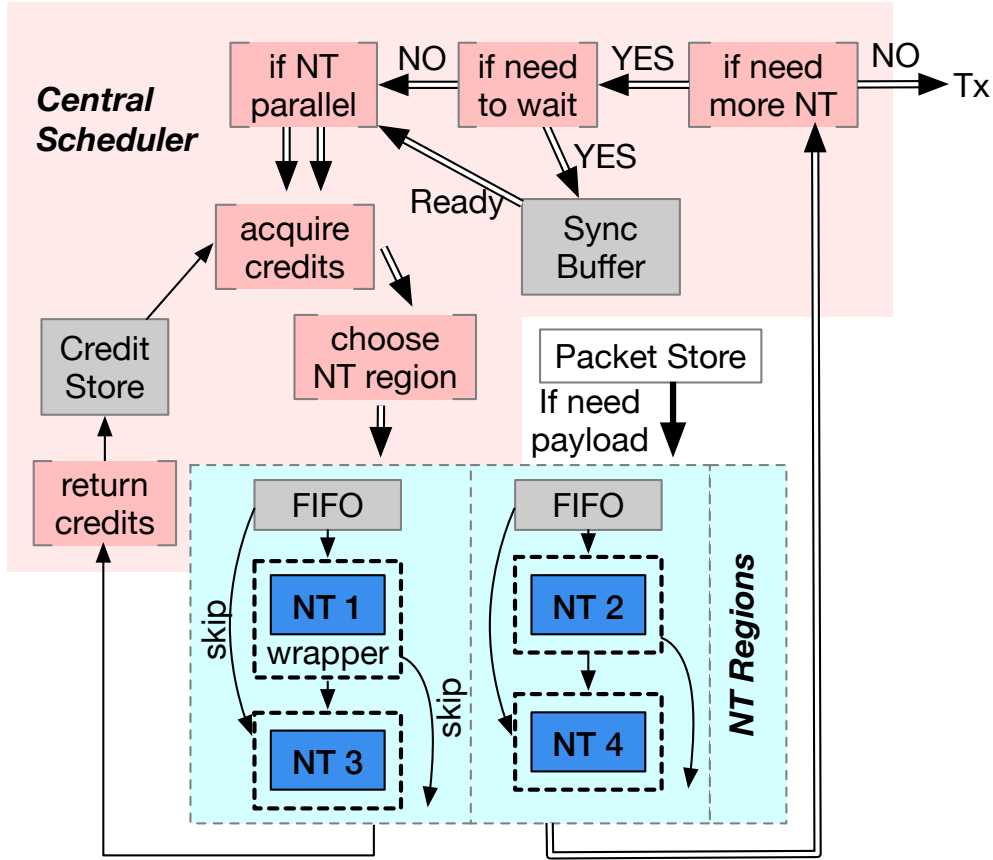 Central
Scheduler
if NT
parallel
NO
if need
to wait
YES
if need
more NT
NO
Tx
YES
Ready
Sync
Buffer
acquire
credits
Credit
Store
choose
NT region
Packet Store
If need
payload
return
credits
FIFO
FIFO
skip
NT 1
wrapper
NT 2
skip
NT 3
NT 4
NT Regions